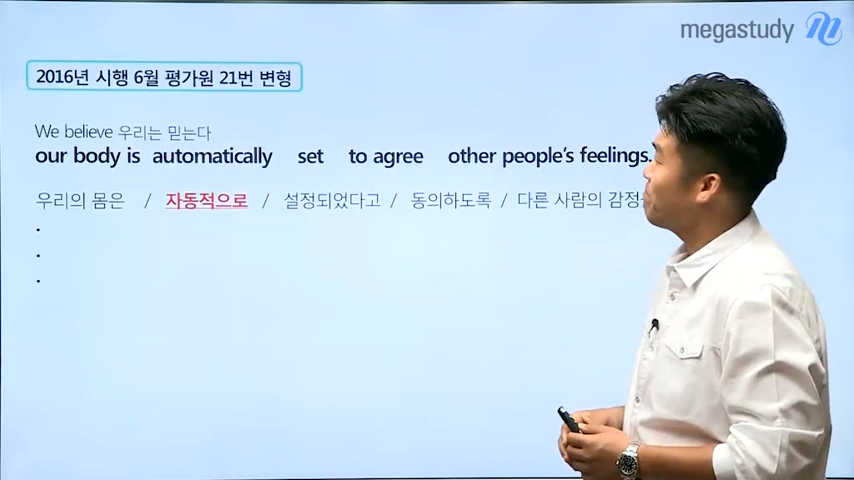 megastudy
2016년 시행 6월 평가원 21번 변형
We believe 우리는 믿는다
our body is automatically set to agree other people's feelings.
우리의 몸은 / 자동적으로 / 설정되었다고 / 동의하도록 / 다른 사람의 감정